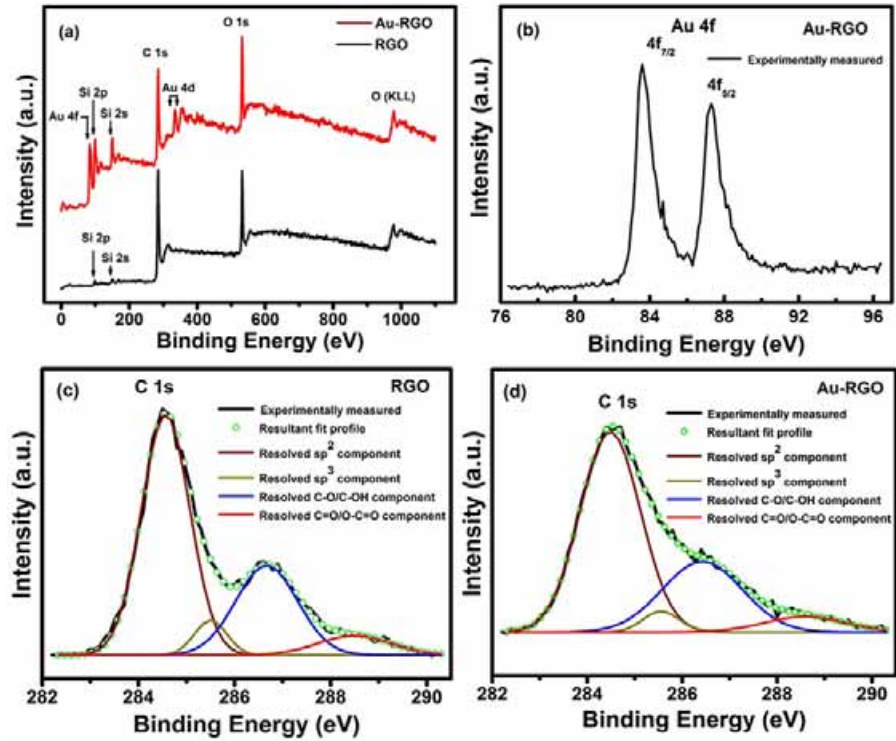 (a)
Au-RGO
RGO
O 1s
C 1s
Si 2p
Si 2s
Au 4f
Au 4d
O (KLL)
Si 2p
Si 2s
Intensity (a.u.)
0 200 400 600 800 1000
Binding Energy (eV)
(b)
Au 4f
Au-RGO
4f7/2
Experimentally measured
4f5/2
Intensity (a.u.)
76 80 84 88 92 96
Binding Energy (eV)
(c)
C 1s
RGO
Experimentally measured
Resultant fit profile
Resolved sp² component
Resolved sp³ component
Resolved C-O/C-OH component
Resolved C=O/O-C=O component
Intensity (a.u.)
282 284 286 288 290
Binding Energy (eV)
(d)
C 1s
Au-RGO
Experimentally measured
Resultant fit profile
Resolved sp² component
Resolved sp³ component
Resolved C-O/C-OH component
Resolved C=O/O-C=O component
Intensity (a.u.)
282 284 286 288 290
Binding Energy (eV)